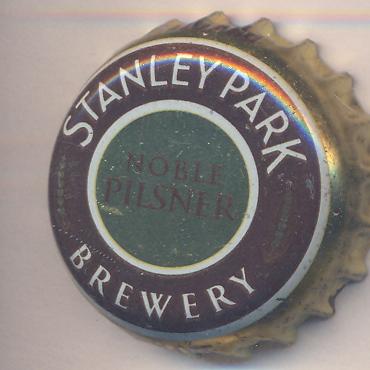 STANLEY PARK
NOBLE
PILSNER
BREWERY